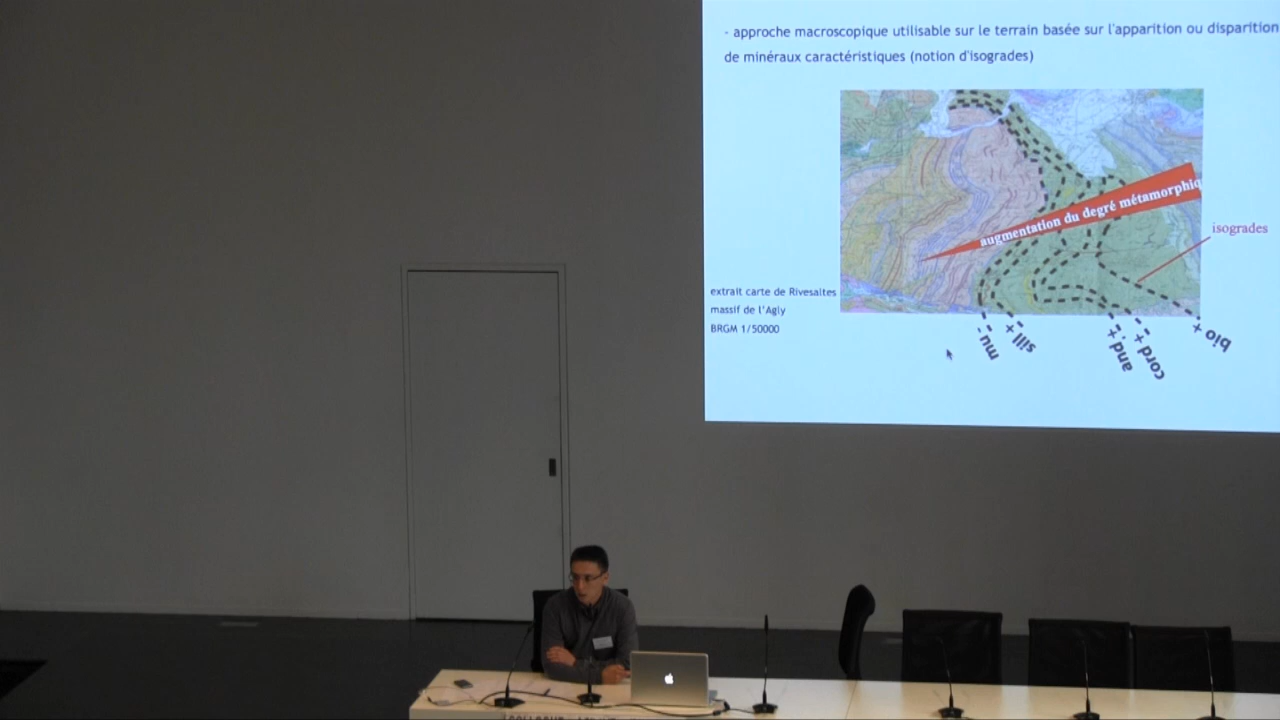 - approche macroscopique utilisable sur le terrain basée sur l'apparition ou disparition
de minéraux caractéristiques (notion d'isogrades)
augmentation du degré métamorphiq
isogrades
extrait carte de Rivesaltes
massif de l'Agly
BRGM 1/50000
mu -
sill +
and +
cord +
bio +